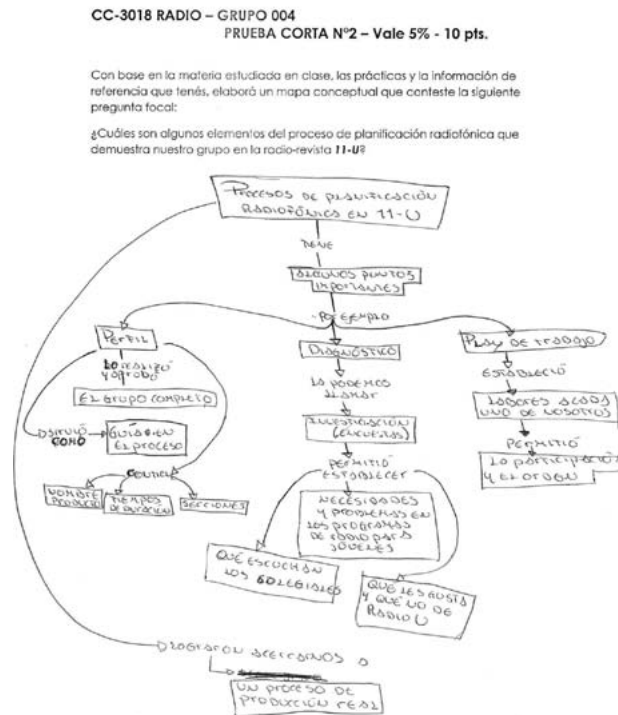 CC-3018 RADIO – GRUPO 004
PRUEBA CORTA N°2 – Vale 5% - 10 pts.
Con base en la materia estudiada en clase, las prácticas y la información de
referencia que tenés, elaborá un mapa conceptual que conteste la siguiente
pregunta focal:
¿Cuáles son algunos elementos del proceso de planificación radiofónica que
demuestra nuestro grupo en la radio-revista 11-U?
PROCESOS DE PLANIFICACIÓN
RADIOFÓNICA EN 11-U
TIENE
ALGUNOS PUNTOS
IMPORTANTES
POR EJEMPLO
PERFIL
LO REALIZÓ
Y APROBÓ
EL GRUPO COMPLETO
SIRVIÓ
COMO
GUÍA EN
EL PROCESO
CONTIENE
NOMBRE
PRODUCTO
TIEMPOS
DE DURACIÓN
SECCIONES
DIAGNÓSTICO
LO PODEMOS
LLAMAR
INVESTIGACIÓN
(ENCUESTAS)
PERMITIÓ
ESTABLECER
NECESIDADES
Y PROBLEMAS EN
LOS PROGRAMAS
DE RADIO PARA
JÓVENES
QUÉ ESCUCHAN
LOS COLEGIALES
QUÉ LES GUSTA
Y QUÉ NO DE
RADIO U
PLAN DE TRABAJO
ESTABLECIÓ
LABORES A CADA
UNO DE NOSOTROS
PERMITIÓ
LA PARTICIPACIÓN
Y EL ORDEN
LOGRARON ACERCARNOS A
UN PROCESO DE
PRODUCCIÓN REAL